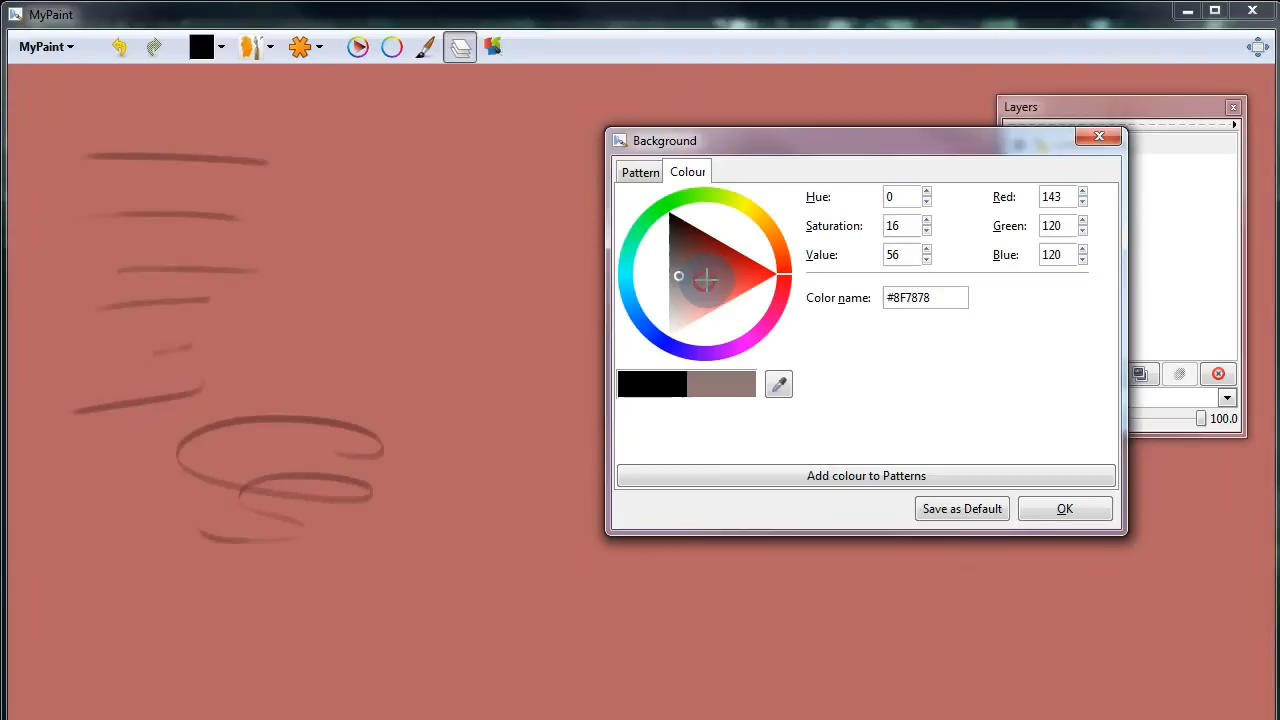 MyPaint
MyPaint
Layers
Background
Pattern
Colour
Hue: 0
Red: 143
Saturation: 16
Green: 120
Value: 56
Blue: 120
Color name: #8F7878
100.0
Add colour to Patterns
Save as Default
OK